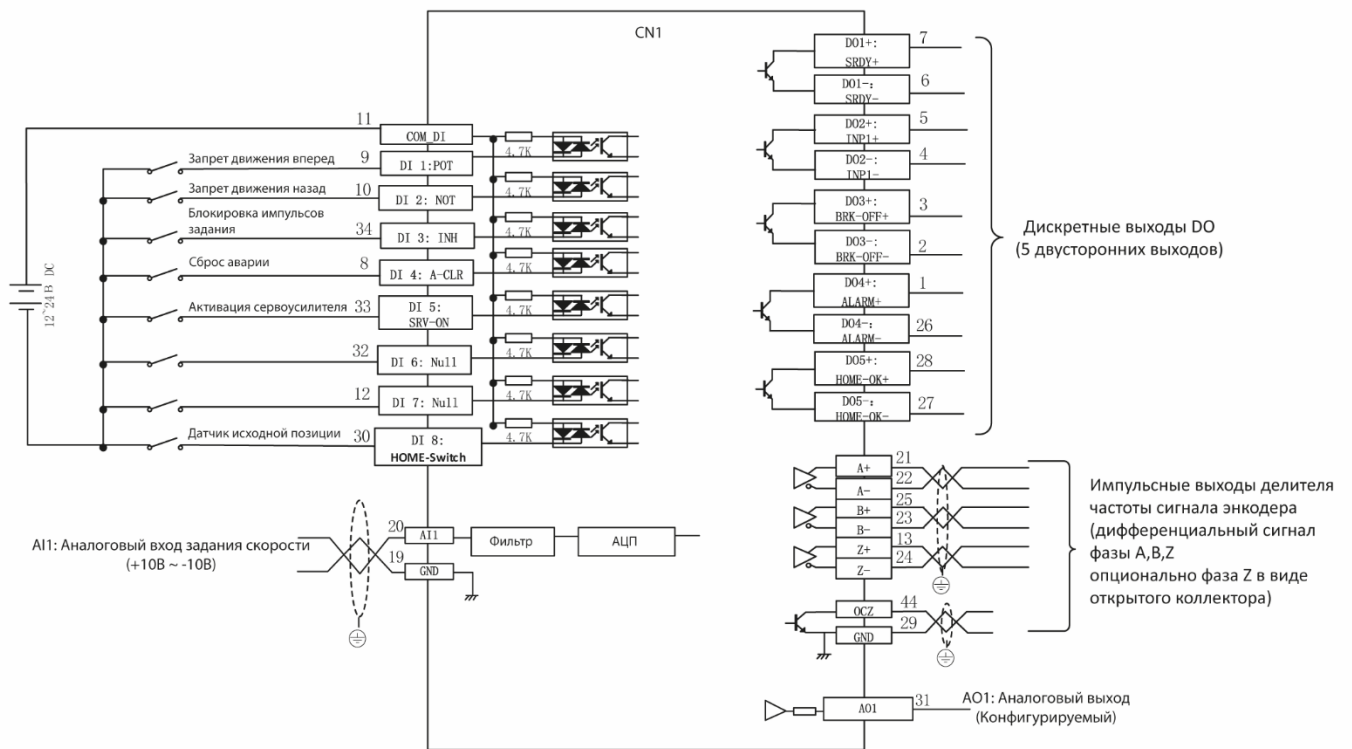 CN1
11
COM_DI
4.7K
Запрет движения вперед
9
DI 1:POT
Запрет движения назад
10
DI 2: NOT
4.7K
Блокировка импульсов
задания
34
DI 3: INH
4.7K
Сброс аварии
8
DI 4: A-CLR
4.7K
Активация сервоусилителя
33
DI 5:
SRV-ON
4.7K
32
DI 6: Null
4.7K
12
DI 7: Null
4.7K
Датчик исходной позиции
30
DI 8:
HOME-Switch
4.7K
12~24В DC
AI1: Аналоговый вход задания скорости
(+10В ~ -10В)
20
AI1
Фильтр
АЦП
19
GND
DO1+:
SRDY+
7
DO1-:
SRDY-
6
DO2+:
INP1+
5
DO2-:
INP1-
4
DO3+:
BRK-OFF+
3
DO3-:
BRK-OFF-
2
DO4+:
ALARM+
1
DO4-:
ALARM-
26
DO5+:
HOME-OK+
28
DO5-:
HOME-OK-
27
Дискретные выходы DO
(5 двусторонних выходов)
A+
21
A-
22
B+
25
B-
23
Z+
13
Z-
24
OCZ
44
GND
29
Импульсные выходы делителя
частоты сигнала энкодера
(дифференциальный сигнал
фазы A,B,Z
опционально фаза Z в виде
открытого коллектора)
AO1
31
AO1: Аналоговый выход
(Конфигурируемый)